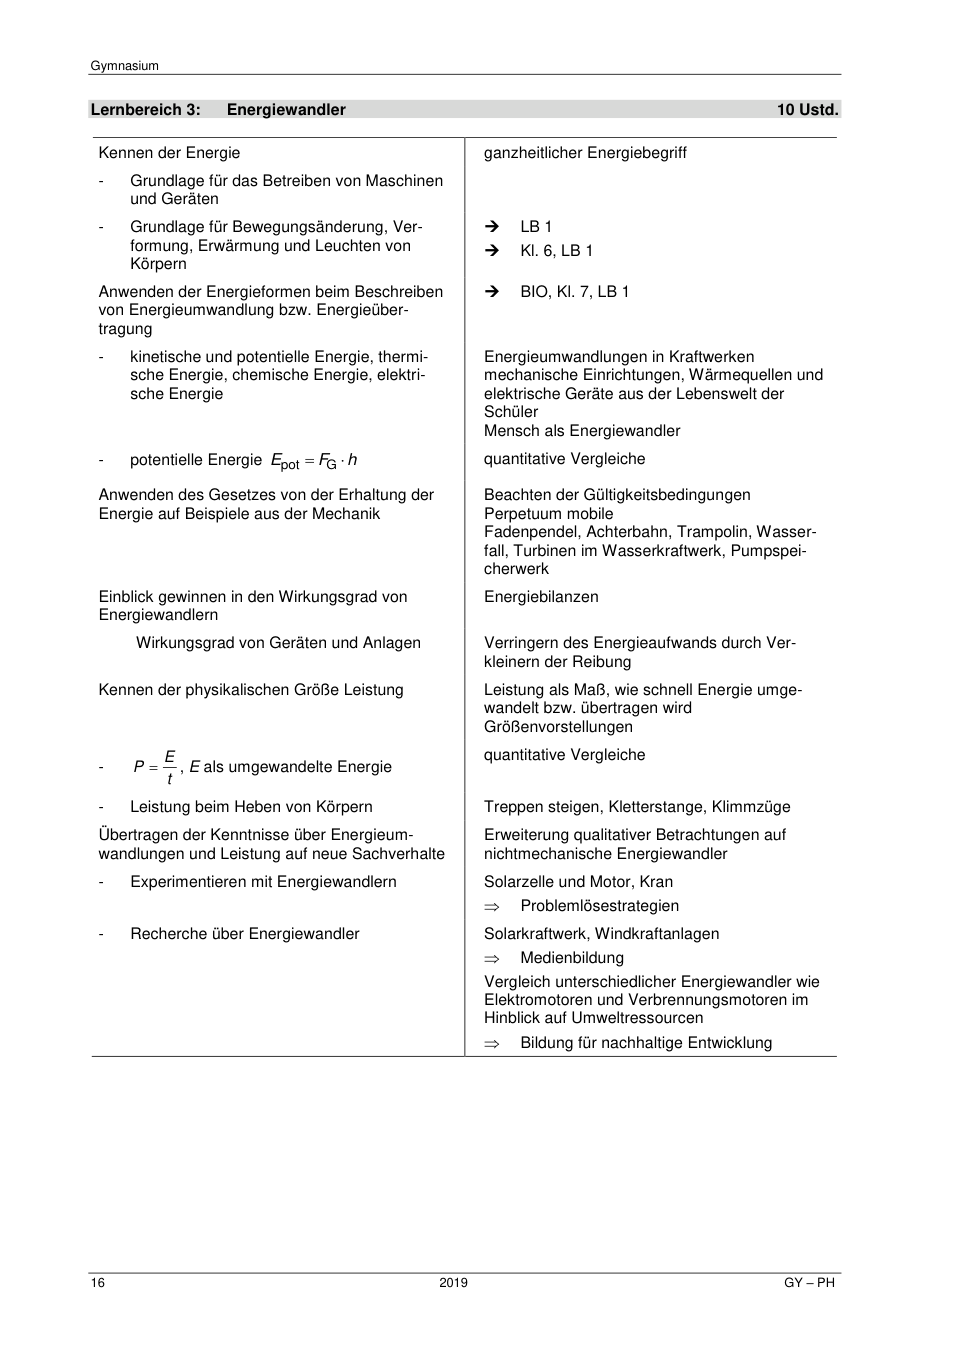 Gymnasium
Lernbereich 3: Energiewandler 10 Ustd.
Kennen der Energie
ganzheitlicher Energiebegriff
- Grundlage für das Betreiben von Maschinen
und Geräten
- Grundlage für Bewegungsänderung, Ver-
formung, Erwärmung und Leuchten von
Körpern
➔ LB 1
➔ Kl. 6, LB 1
Anwenden der Energieformen beim Beschreiben
von Energieumwandlung bzw. Energieüber-
tragung
➔ BIO, Kl. 7, LB 1
- kinetische und potentielle Energie, thermi-
sche Energie, chemische Energie, elektri-
sche Energie
Energieumwandlungen in Kraftwerken
mechanische Einrichtungen, Wärmequellen und
elektrische Geräte aus der Lebenswelt der
Schüler
Mensch als Energiewandler
- potentielle Energie E_pot = F_G · h
quantitative Vergleiche
Anwenden des Gesetzes von der Erhaltung der
Energie auf Beispiele aus der Mechanik
Beachten der Gültigkeitsbedingungen
Perpetuum mobile
Fadenpendel, Achterbahn, Trampolin, Wasser-
fall, Turbinen im Wasserkraftwerk, Pumpspei-
cherwerk
Einblick gewinnen in den Wirkungsgrad von
Energiewandlern
Energiebilanzen
Wirkungsgrad von Geräten und Anlagen
Verringern des Energieaufwands durch Ver-
kleinern der Reibung
Kennen der physikalischen Größe Leistung
Leistung als Maß, wie schnell Energie umge-
wandelt bzw. übertragen wird
Größenvorstellungen
- P = E/t , E als umgewandelte Energie
quantitative Vergleiche
- Leistung beim Heben von Körpern
Treppen steigen, Kletterstange, Klimmzüge
Übertragen der Kenntnisse über Energieum-
wandlungen und Leistung auf neue Sachverhalte
Erweiterung qualitativer Betrachtungen auf
nichtmechanische Energiewandler
- Experimentieren mit Energiewandlern
Solarzelle und Motor, Kran
⇒ Problemlösestrategien
- Recherche über Energiewandler
Solarkraftwerk, Windkraftanlagen
⇒ Medienbildung
Vergleich unterschiedlicher Energiewandler wie
Elektromotoren und Verbrennungsmotoren im
Hinblick auf Umweltressourcen
⇒ Bildung für nachhaltige Entwicklung
16 2019 GY – PH